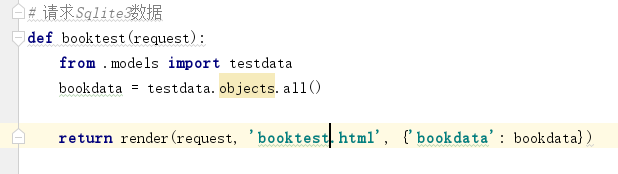 # 请求Sqlite3数据
def booktest(request):
    from .models import testdata
    bookdata = testdata.objects.all()
    return render(request, 'booktest.html', {'bookdata': bookdata})